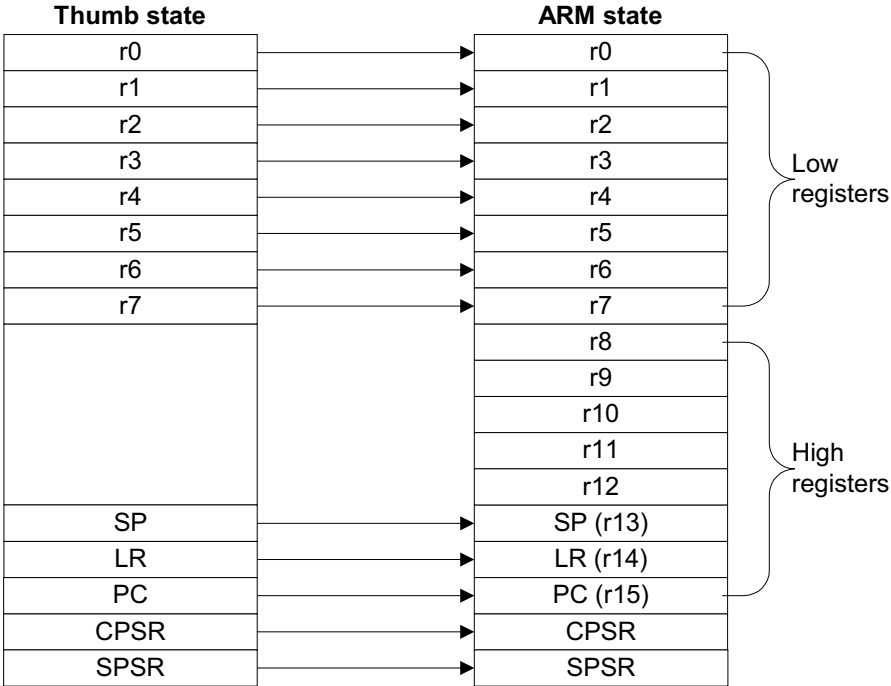 Thumb state ARM state
r0 r0
r1 r1
r2 r2
r3 r3
Low
r4 r4
registers
r5 r5
r6 r6
r7 r7
r8
r9
r10
r11
High
r12
registers
SP SP (r13)
LR LR (r14)
PC PC (r15)
CPSR CPSR
SPSR SPSR